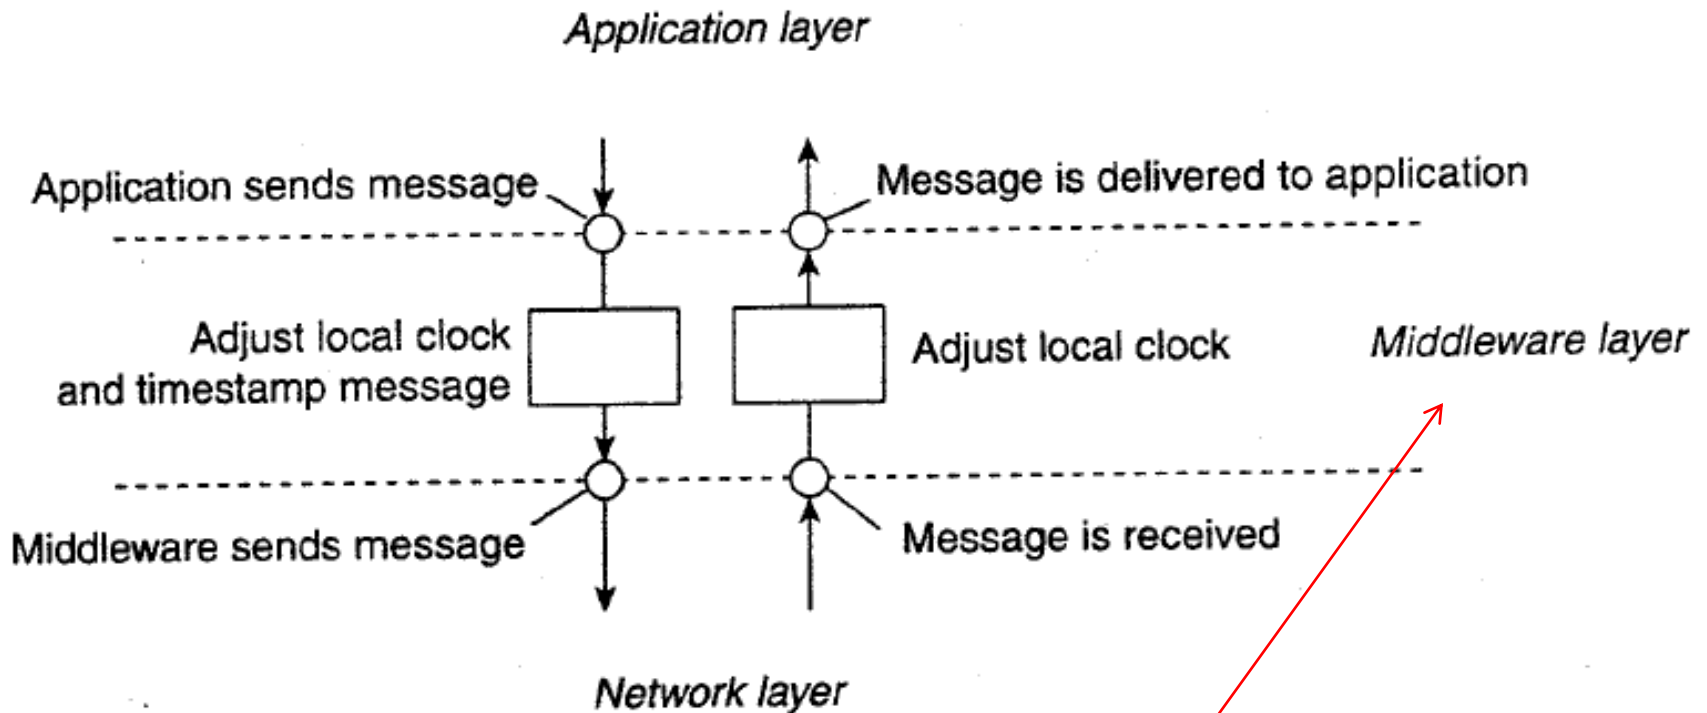 Application layer
Application sends message
Message is delivered to application
Adjust local clock
and timestamp message
Adjust local clock
Middleware layer
Middleware sends message
Message is received
Network layer